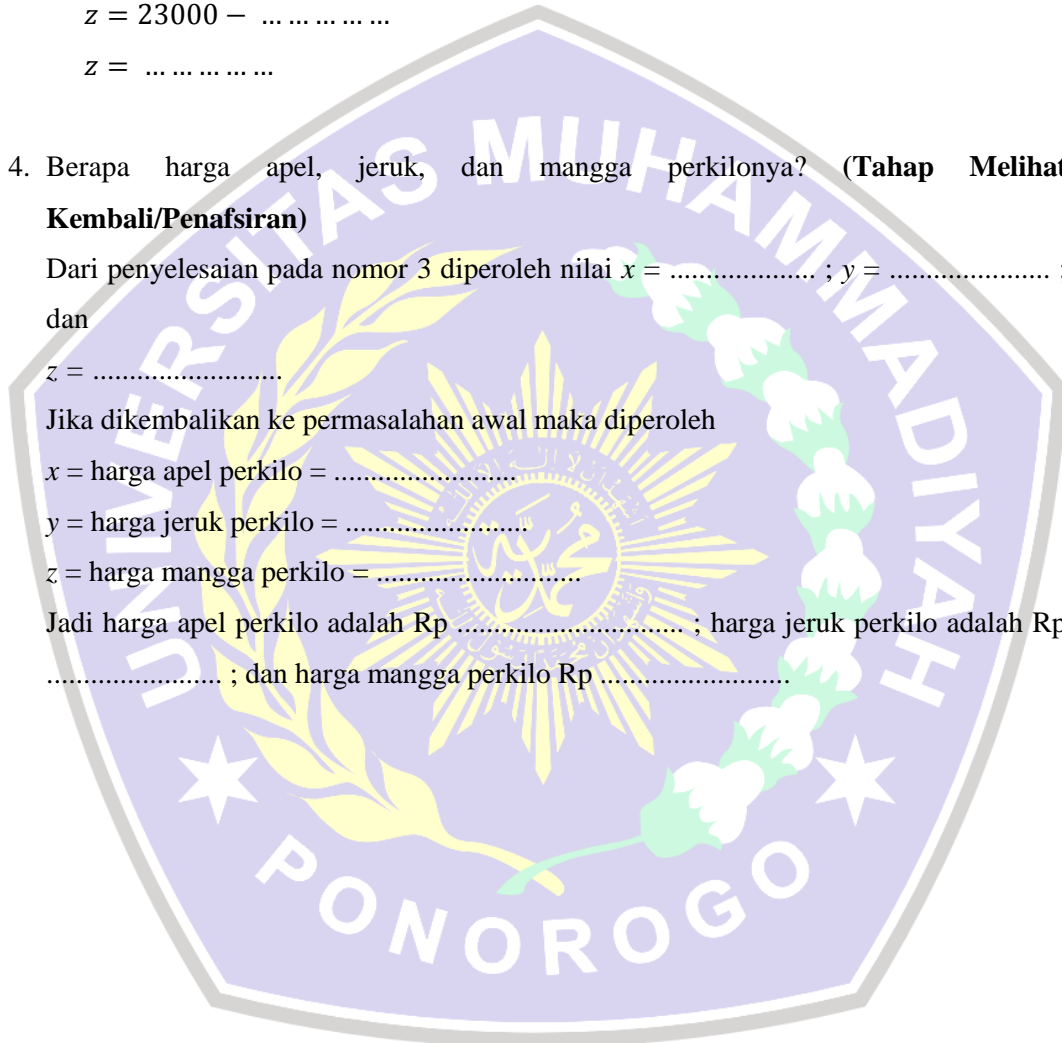 z = 23000 − … … … … …
z = … … … … …
4. Berapa harga apel, jeruk, dan mangga perkilonya? (Tahap Melihat
Kembali/Penafsiran)
Dari penyelesaian pada nomor 3 diperoleh nilai x = .................... ; y = ...................... ;
dan
z = ..........................
Jika dikembalikan ke permasalahan awal maka diperoleh
x = harga apel perkilo = .........................
y = harga jeruk perkilo = .........................
z = harga mangga perkilo = ............................
Jadi harga apel perkilo adalah Rp ............................... ; harga jeruk perkilo adalah Rp
........................ ; dan harga mangga perkilo Rp ..........................
UNIVERSITAS MUHAMMADIYAH
PONOROGO
محمد